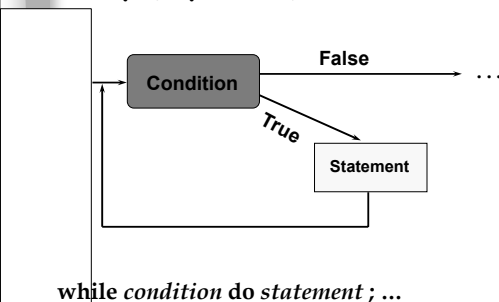 False
Condition
...
True
Statement
while condition do statement ; ...